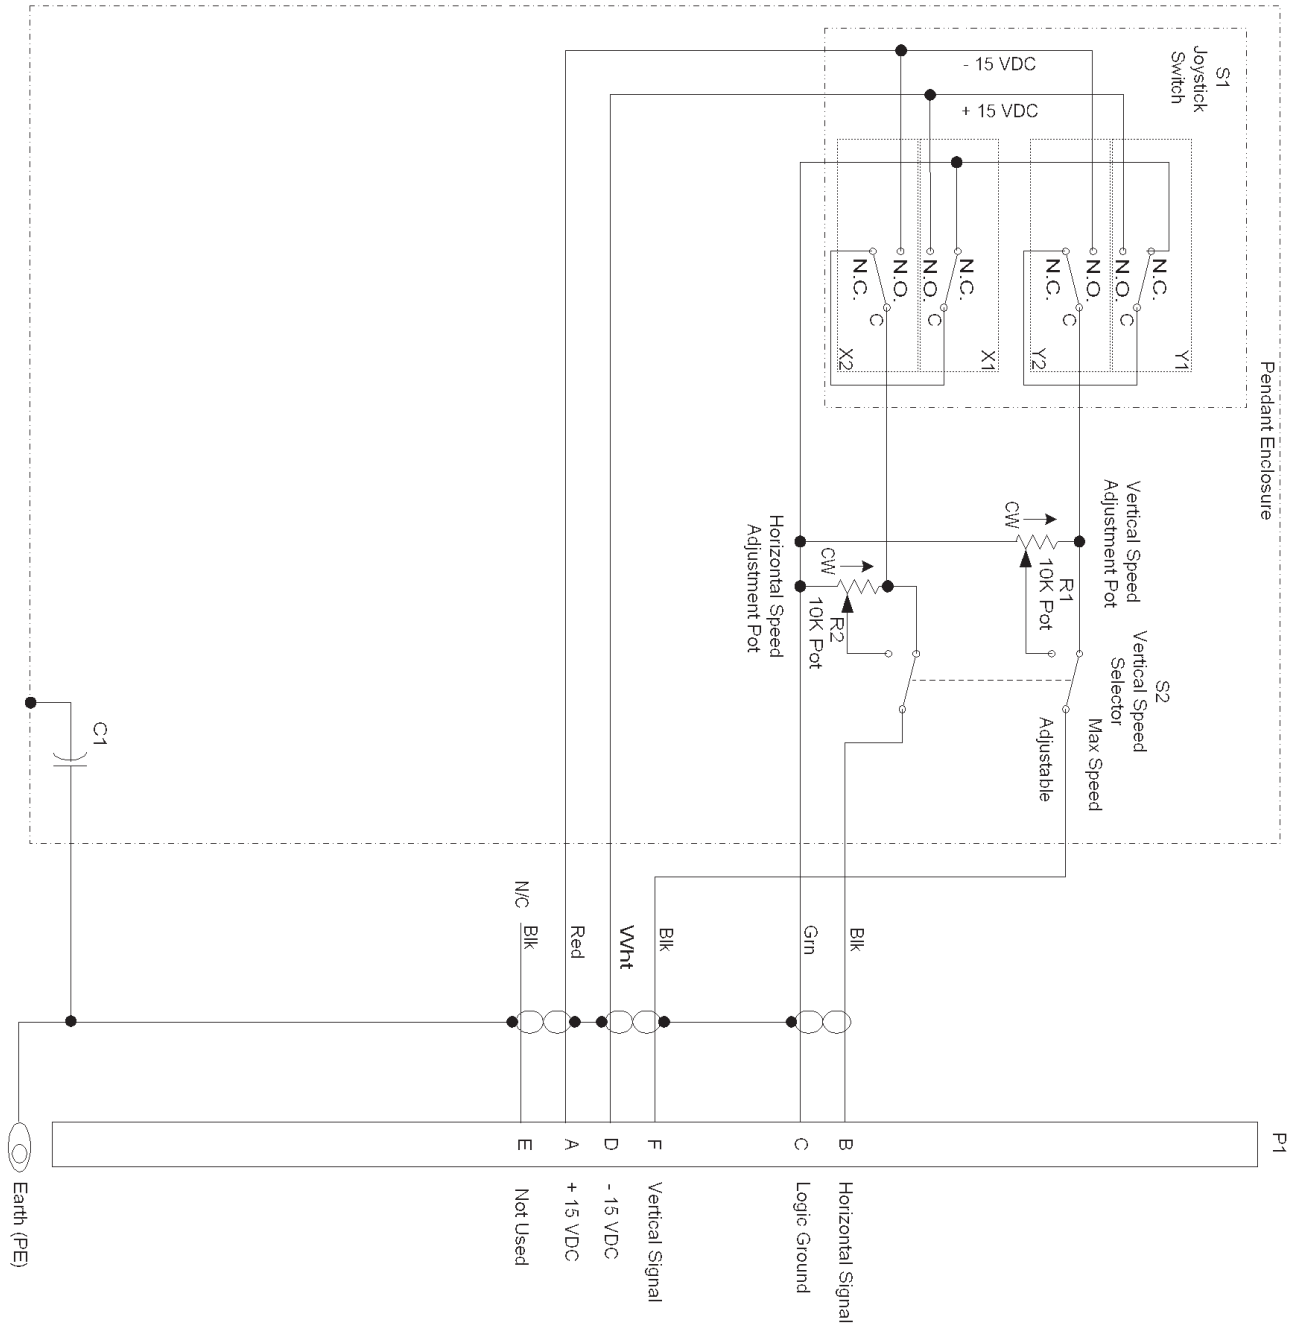 - 15 VDC
+ 15 VDC
S1
Joystick
Switch
N.C.
N.O.
N.O.
N.C.
N.C.
N.O.
N.O.
N.C.
C
C
C
C
X2
X1
Y2
Y1
Pendant Enclosure
Vertical Speed
Adjustment Pot
CW
R1
10K Pot
Horizontal Speed
Adjustment Pot
CW
R2
10K Pot
S2
Vertical Speed
Selector
Max Speed
Adjustable
C1
N/C
Blk
Red
Wht
Blk
Grn
Blk
P1
E
A
D
F
C
B
Not Used
+ 15 VDC
- 15 VDC
Vertical Signal
Logic Ground
Horizontal Signal
Earth (PE)